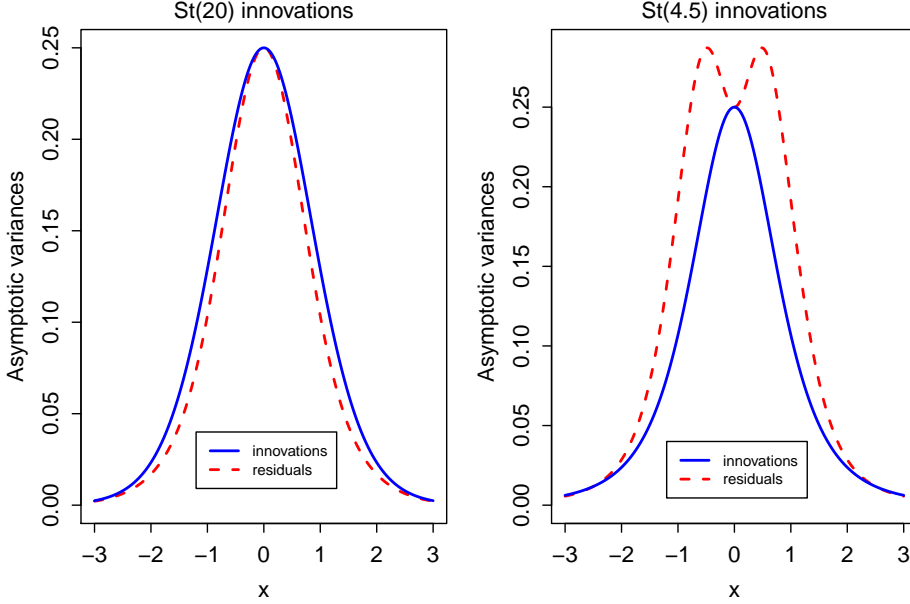 St(20) innovations
Asymptotic variances
0.00 0.05 0.10 0.15 0.20 0.25
innovations
residuals
−3 −2 −1 0 1 2 3
x
St(4.5) innovations
Asymptotic variances
0.00 0.05 0.10 0.15 0.20 0.25
innovations
residuals
−3 −2 −1 0 1 2 3
x